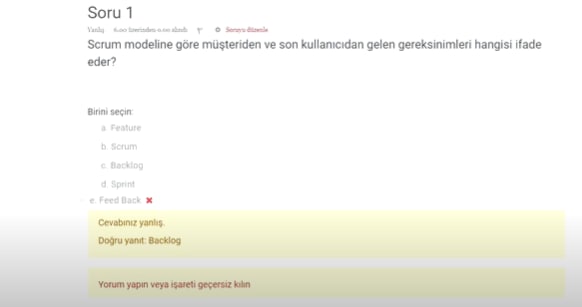 Soru 1
Yanlış 6.00 üzerinden 0.00 alındı Soruyu düzenle
Scrum modeline göre müşteriden ve son kullanıcıdan gelen gereksinimleri hangisi ifade
eder?
Birini seçin:
a. Feature
b. Scrum
c. Backlog
d. Sprint
e. Feed Back
Cevabınız yanlış.
Doğru yanıt: Backlog
Yorum yapın veya işareti geçersiz kılın